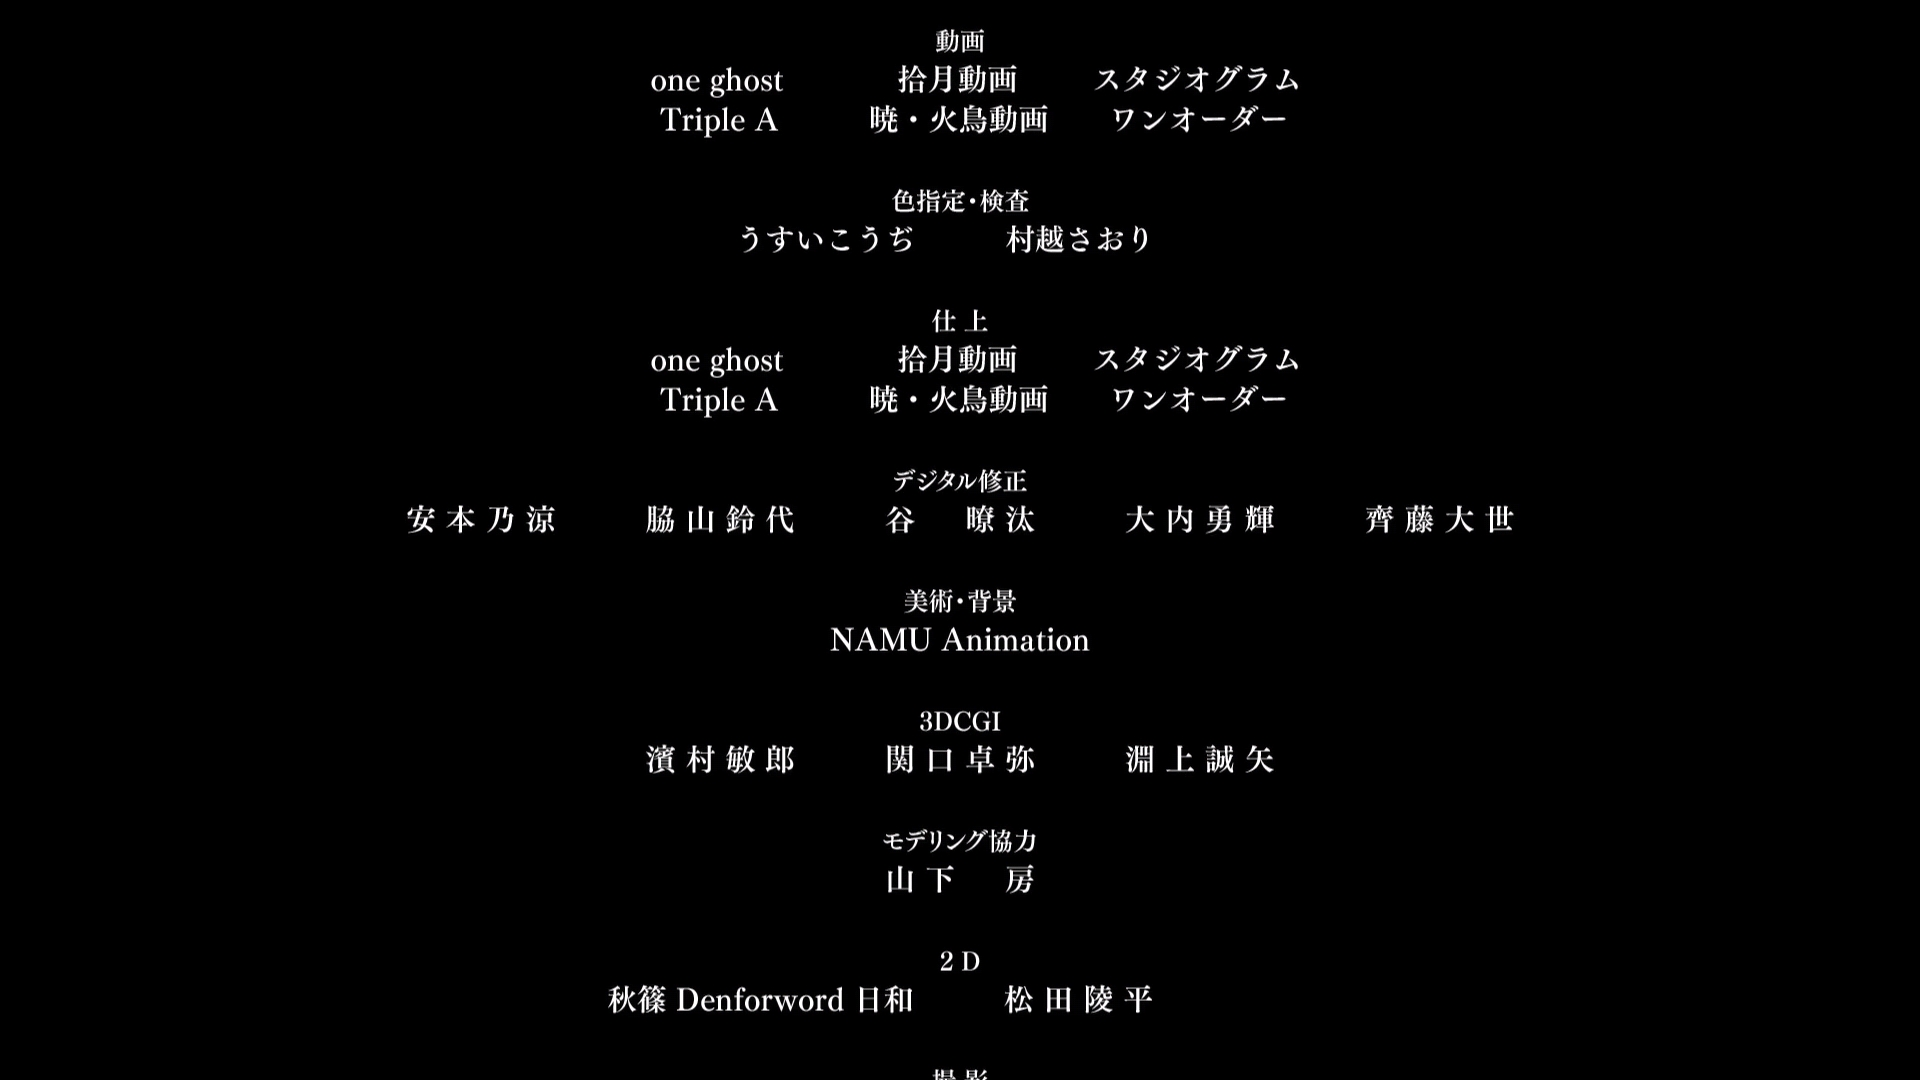 動画
one ghost 拾月動画 スタジオグラム
Triple A 暁・火鳥動画 ワンオーダー
色指定・検査
うすいこうぢ 村越さおり
仕上
one ghost 拾月動画 スタジオグラム
Triple A 暁・火鳥動画 ワンオーダー
デジタル修正
安本乃涼 脇山鈴代 谷 瞭汰 大内勇輝 齊藤大世
美術・背景
NAMU Animation
3DCGI
濱村敏郎 関口卓弥 淵上誠矢
モデリング協力
山下 房
2D
秋篠 Denforword 日和 松田陵平
撮影